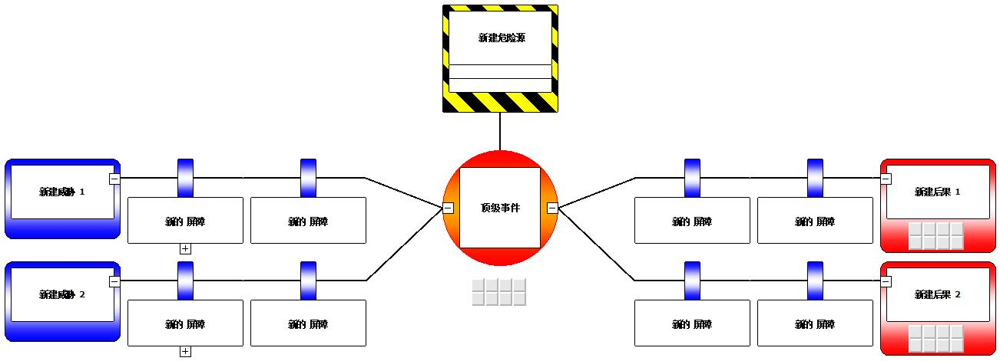 新建危险源
新建威胁 1
新的 屏障
新的 屏障
顶级事件
新的 屏障
新的 屏障
新建后果 1
新建威胁 2
新的 屏障
新的 屏障
新的 屏障
新的 屏障
新建后果 2